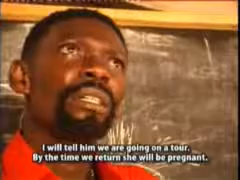 I will tell him we are going on a tour.
By the time we return she will be pregnant.